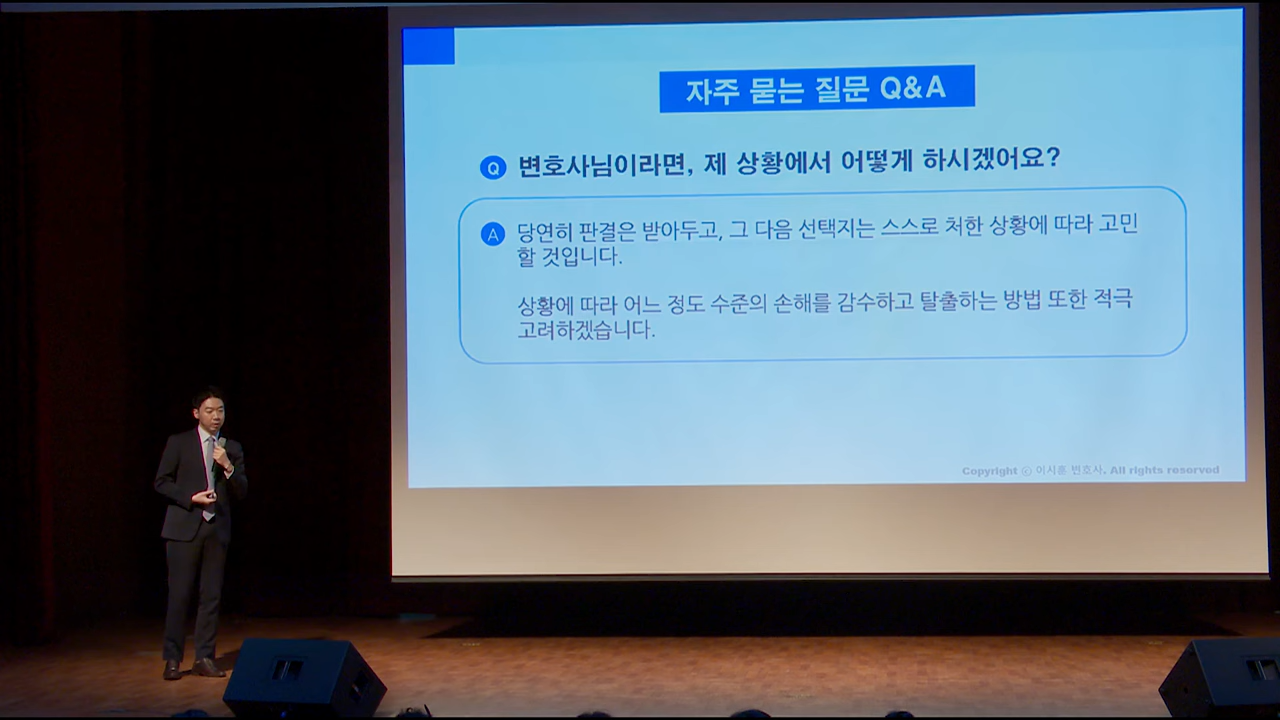 자주 묻는 질문 Q&A
Q 변호사님이라면, 제 상황에서 어떻게 하시겠어요?
A 당연히 판결은 받아두고, 그 다음 선택지는 스스로 처한 상황에 따라 고민
할 것입니다.
상황에 따라 어느 정도 수준의 손해를 감수하고 탈출하는 방법 또한 적극
고려하겠습니다.
Copyright ⓒ 이시훈 변호사. All rights reserved